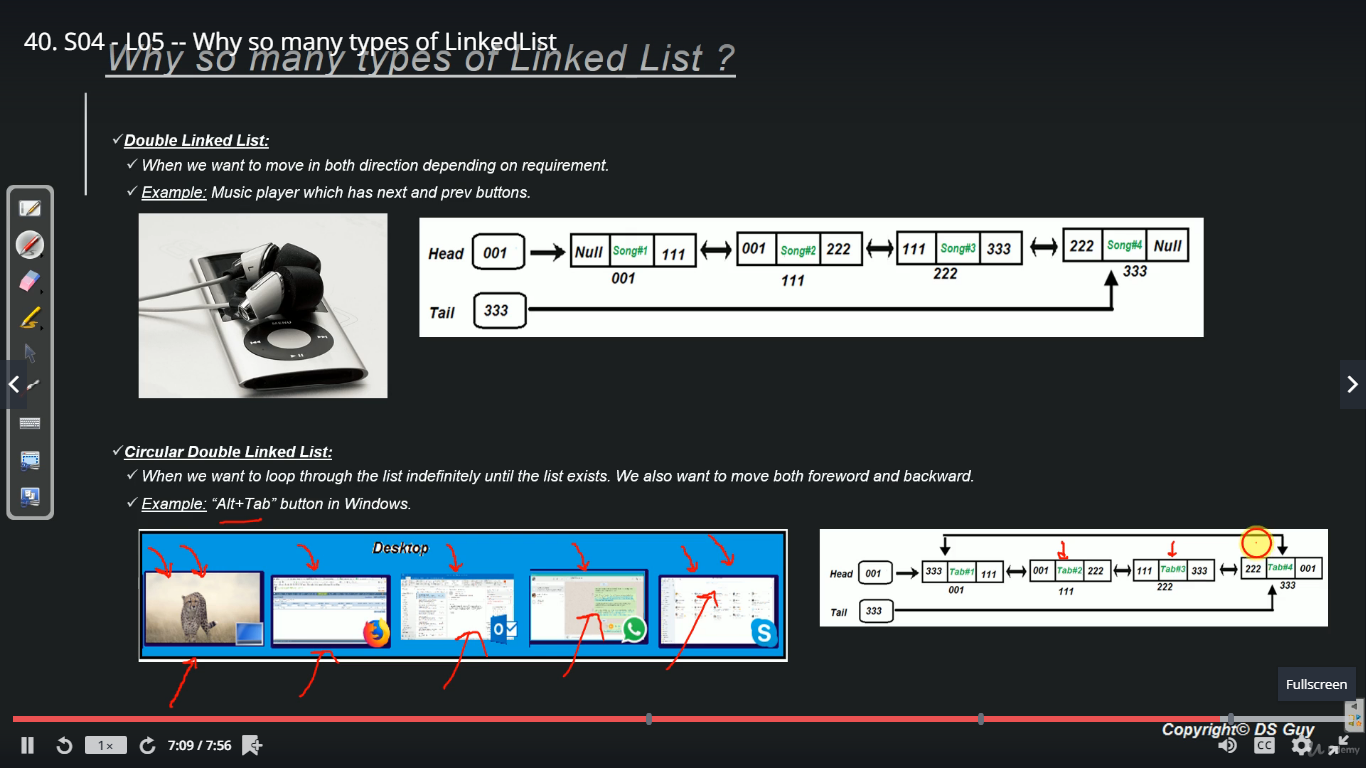 40. S04 - L05 -- Why so many types of LinkedList
Why so many types of Linked List ?
✓Double Linked List:
✓ When we want to move in both direction depending on requirement.
✓ Example: Music player which has next and prev buttons.
MENU
Head 001 Null Song#1 111 001 Song#2 222 111 Song#3 333 222 Song#4 Null
001 111 222 333
Tail 333
✓Circular Double Linked List:
✓ When we want to loop through the list indefinitely until the list exists. We also want to move both foreword and backward.
✓ Example: “Alt+Tab” button in Windows.
Desktop
Head 001 333 Tab#1 111 001 Tab#2 222 111 Tab#3 333 222 Tab#4 001
001 111 222 333
Tail 333
Fullscreen
Copyright© DS Guy
1x 7:09 / 7:56 CC